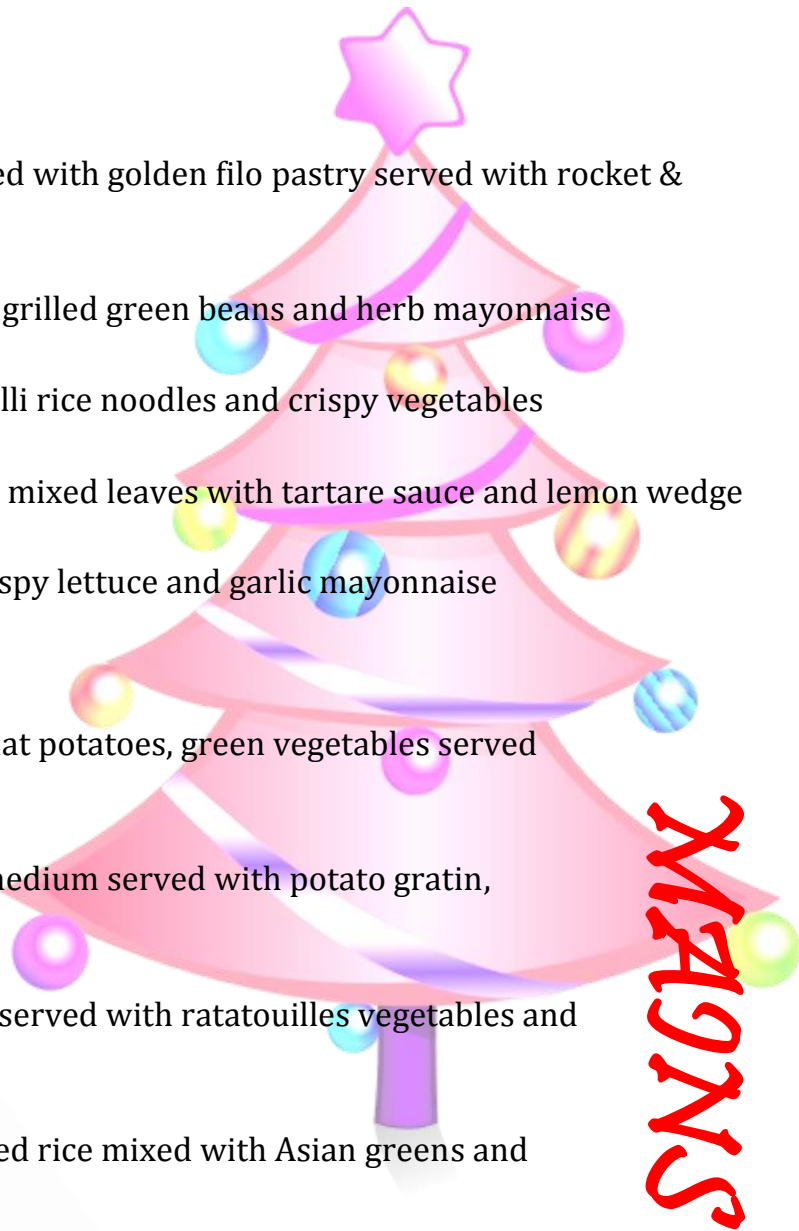 ed with golden filo pastry served with rocket &
grilled green beans and herb mayonnaise
lli rice noodles and crispy vegetables
mixed leaves with tartare sauce and lemon wedge
spy lettuce and garlic mayonnaise
at potatoes, green vegetables served
nedium served with potato gratin,
served with ratatouilles vegetables and
ed rice mixed with Asian greens and
MAINS